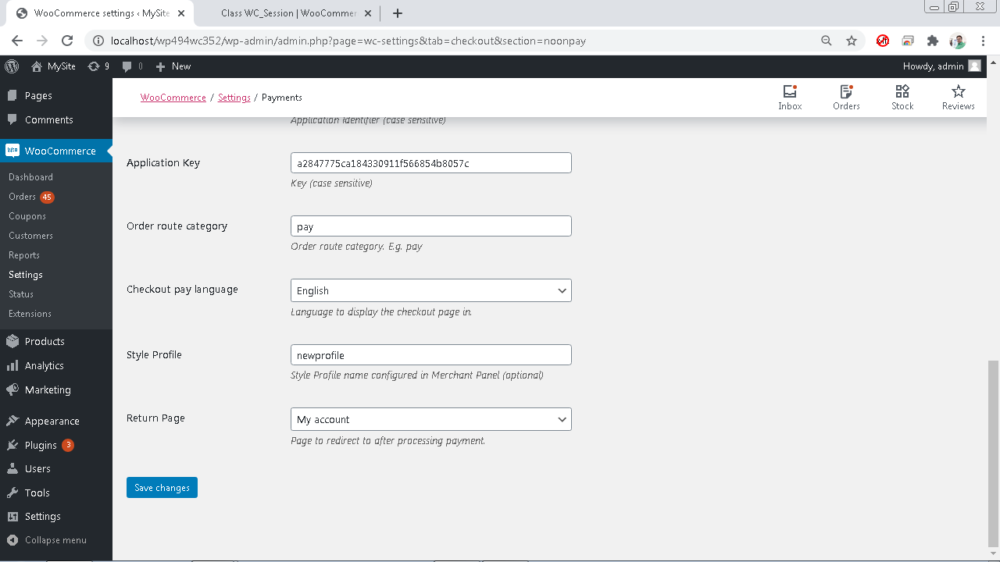 WooCommerce settings ‹ MySite
Class WC_Session | WooCommer
localhost/wp494wc352/wp-admin/admin.php?page=wc-settings&tab=checkout&section=noonpay
MySite 9 0 New Howdy, admin
Pages
Comments
WooCommerce
Dashboard
Orders 45
Coupons
Customers
Reports
Settings
Status
Extensions
Products
Analytics
Marketing
Appearance
Plugins 3
Users
Tools
Settings
Collapse menu
WooCommerce / Settings / Payments
Inbox
Orders
Stock
Reviews
Application Identifier (case sensitive)
Application Key
a2847775ca184330911f566854b8057c
Key (case sensitive)
Order route category
pay
Order route category. E.g. pay
Checkout pay language
English
Language to display the checkout page in.
Style Profile
newprofile
Style Profile name configured in Merchant Panel (optional)
Return Page
My account
Page to redirect to after processing payment.
Save changes